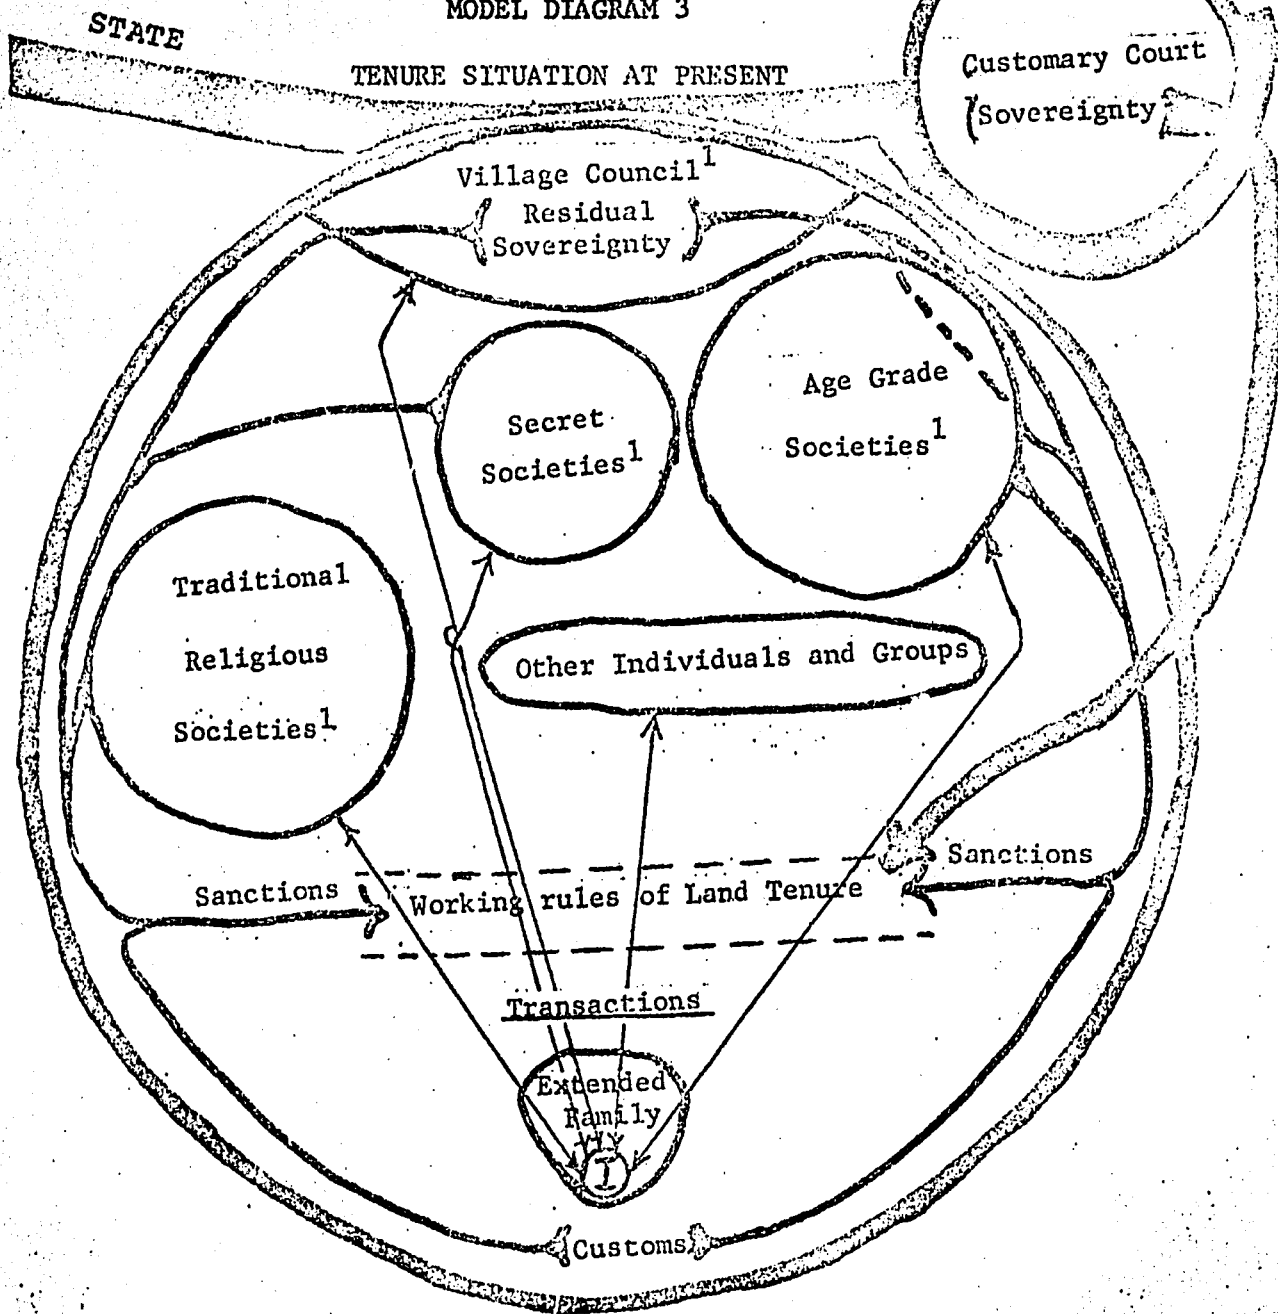 MODEL DIAGRAM 3
STATE
TENURE SITUATION AT PRESENT
Customary Court
(Sovereignty)
Village Council¹
{Residual
Sovereignty}
Secret
Societies¹
Age Grade
Societies¹
Traditional
Religious
Societies¹
Other Individuals and Groups
Sanctions
Sanctions
Working rules of Land Tenure
Transactions
Extended
Family
I
{Customs}